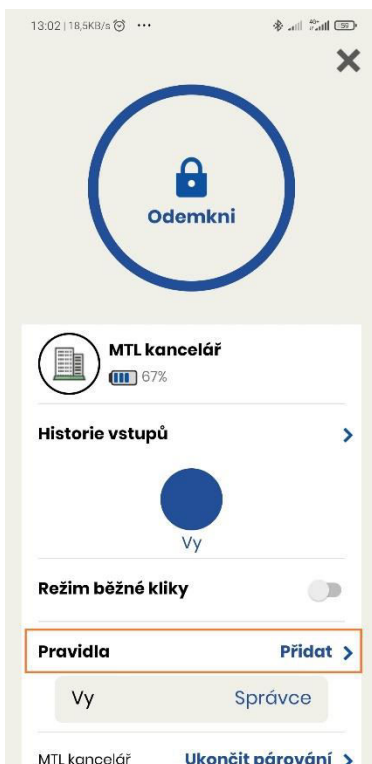 13:02 | 18,5KB/s ...
59
Odemkni
MTL kancelář
67%
Historie vstupů
Vy
Režim běžné kliky
Pravidla Přidat
Vy Správce
MTL kancelář Ukončit párování